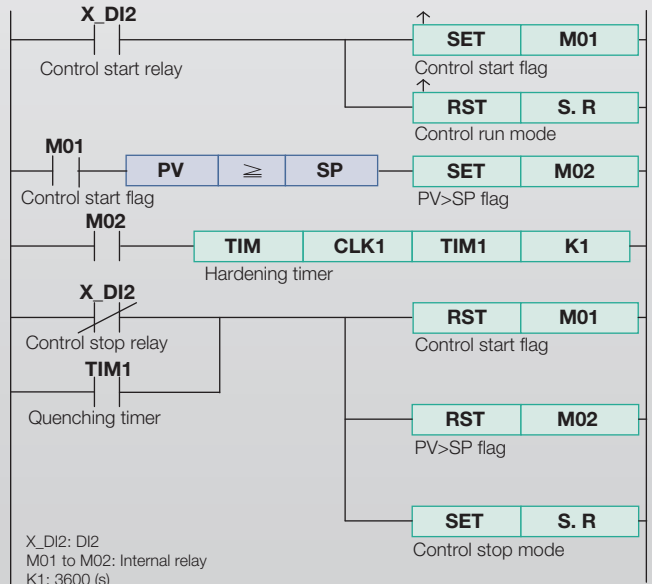 X_DI2
SET M01
Control start relay
Control start flag
RST S. R
Control run mode
M01
PV ≧ SP SET M02
Control start flag
PV>SP flag
M02
TIM CLK1 TIM1 K1
Hardening timer
X_DI2
RST M01
Control stop relay
Control start flag
TIM1
Quenching timer
RST M02
PV>SP flag
SET S. R
Control stop mode
X_DI2: DI2
M01 to M02: Internal relay
K1: 3600 (s)